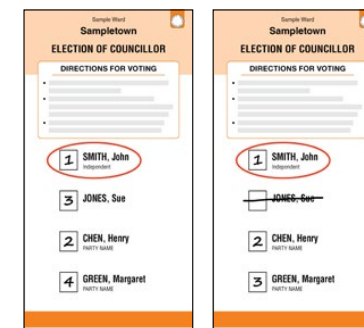 Sample Ward
Sampletown
ELECTION OF COUNCILLOR
DIRECTIONS FOR VOTING
1 SMITH, John
Independent
3 JONES, Sue
2 CHEN, Henry
PARTY NAME
4 GREEN, Margaret
PARTY NAME
Sample Ward
Sampletown
ELECTION OF COUNCILLOR
DIRECTIONS FOR VOTING
1 SMITH, John
Independent
JONES, Sue
2 CHEN, Henry
PARTY NAME
3 GREEN, Margaret
PARTY NAME